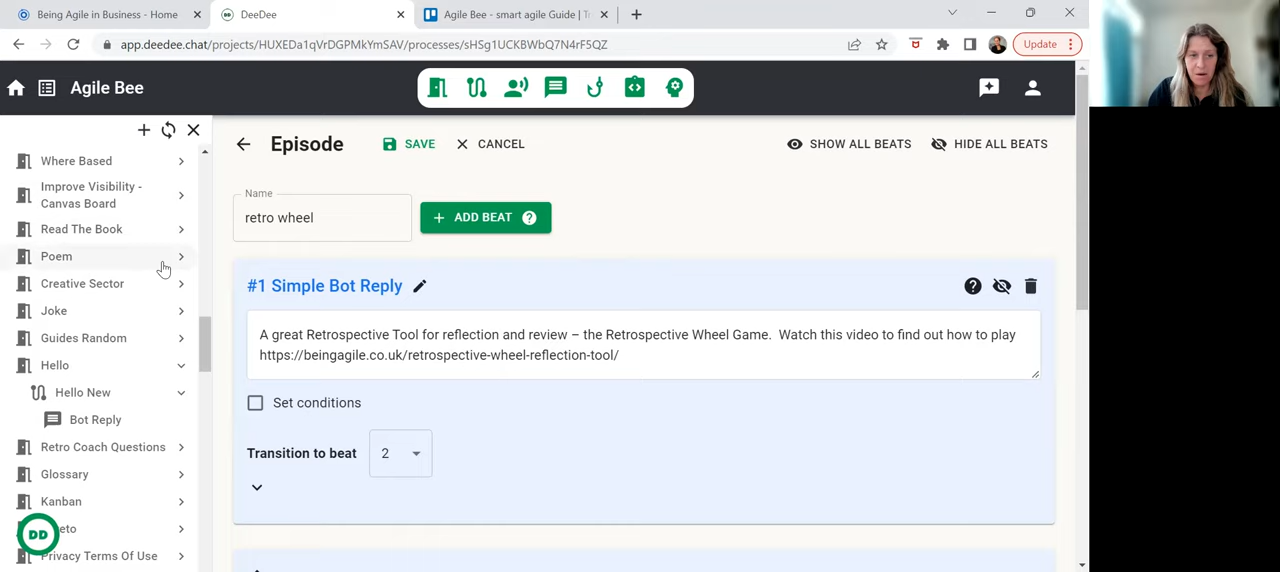 Being Agile in Business - Home
DeeDee
Agile Bee - smart agile Guide | T
app.deedee.chat/projects/HUXEDa1qVrDGPMkYmSAV/processes/sHSg1UCKBWbQ7N4rF5QZ
Update
Agile Bee
Where Based
Improve Visibility -
Canvas Board
Read The Book
Poem
Creative Sector
Joke
Guides Random
Hello
Hello New
Bot Reply
Retro Coach Questions
Glossary
Kanban
eto
DD
Privacy Terms Of Use
Episode
SAVE
CANCEL
SHOW ALL BEATS
HIDE ALL BEATS
Name
retro wheel
ADD BEAT
#1 Simple Bot Reply
A great Retrospective Tool for reflection and review – the Retrospective Wheel Game.  Watch this video to find out how to play
https://beingagile.co.uk/retrospective-wheel-reflection-tool/
Set conditions
Transition to beat
2